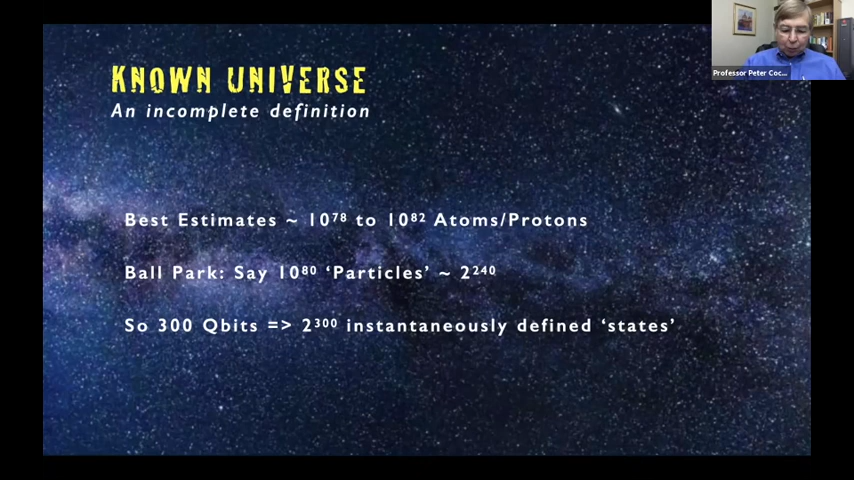 KNOWN UNIVERSE
An incomplete definition
Best Estimates ~ 10⁷⁸ to 10⁸² Atoms/Protons
Ball Park: Say 10⁸⁰ ‘Particles’ ~ 2²⁴⁰
So 300 Qbits => 2³⁰⁰ instantaneously defined ‘states’
Professor Peter Coc...